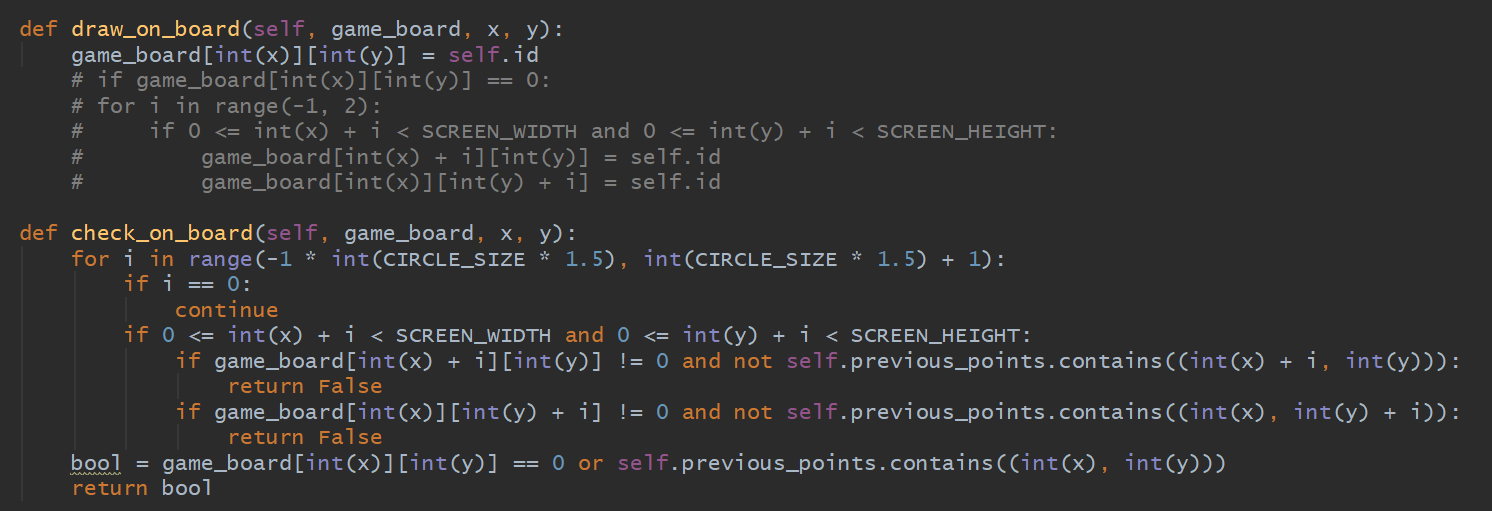 def draw_on_board(self, game_board, x, y):
    game_board[int(x)][int(y)] = self.id
    # if game_board[int(x)][int(y)] == 0:
    # for i in range(-1, 2):
    #     if 0 <= int(x) + i < SCREEN_WIDTH and 0 <= int(y) + i < SCREEN_HEIGHT:
    #         game_board[int(x) + i][int(y)] = self.id
    #         game_board[int(x)][int(y) + i] = self.id

def check_on_board(self, game_board, x, y):
    for i in range(-1 * int(CIRCLE_SIZE * 1.5), int(CIRCLE_SIZE * 1.5) + 1):
        if i == 0:
            continue
        if 0 <= int(x) + i < SCREEN_WIDTH and 0 <= int(y) + i < SCREEN_HEIGHT:
            if game_board[int(x) + i][int(y)] != 0 and not self.previous_points.contains((int(x) + i, int(y))):
                return False
            if game_board[int(x)][int(y) + i] != 0 and not self.previous_points.contains((int(x), int(y) + i)):
                return False
    bool = game_board[int(x)][int(y)] == 0 or self.previous_points.contains((int(x), int(y)))
    return bool